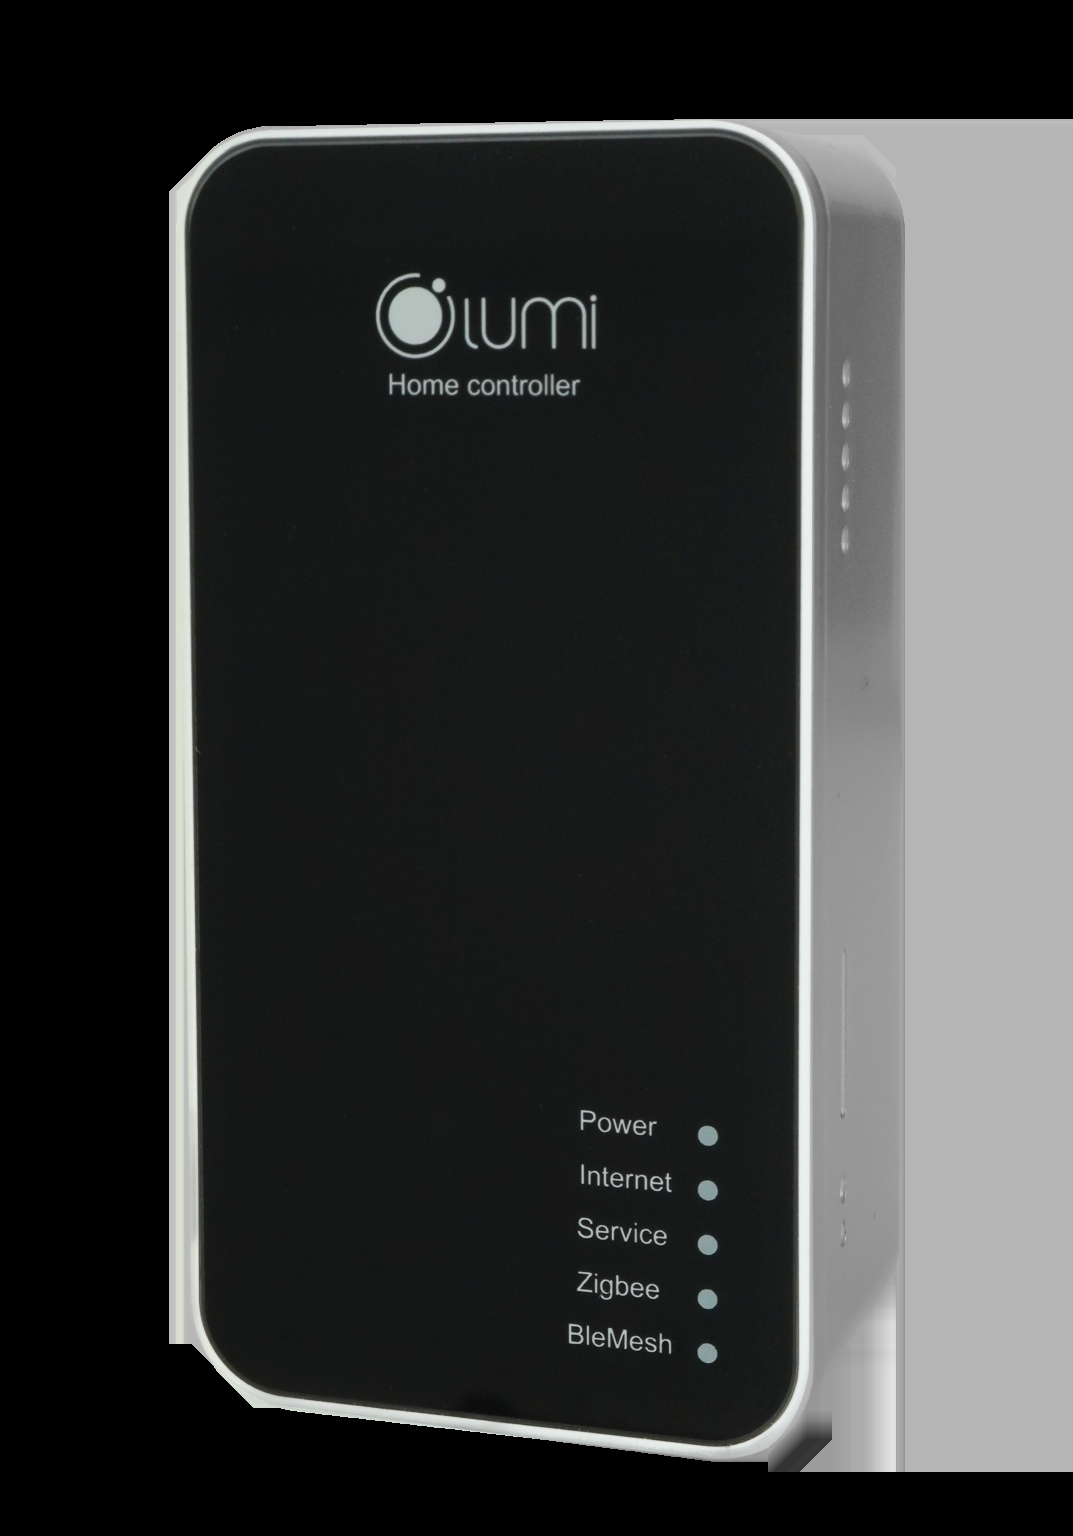 lumi
Home controller
Power
Internet
Service
Zigbee
BleMesh